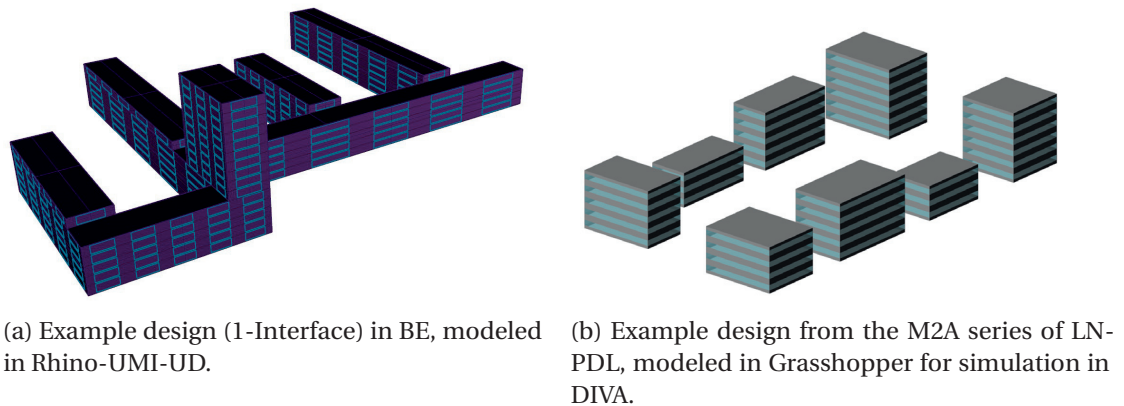 (a) Example design (1-Interface) in BE, modeled
in Rhino-UMI-UD.
(b) Example design from the M2A series of LN-
PDL, modeled in Grasshopper for simulation in
DIVA.